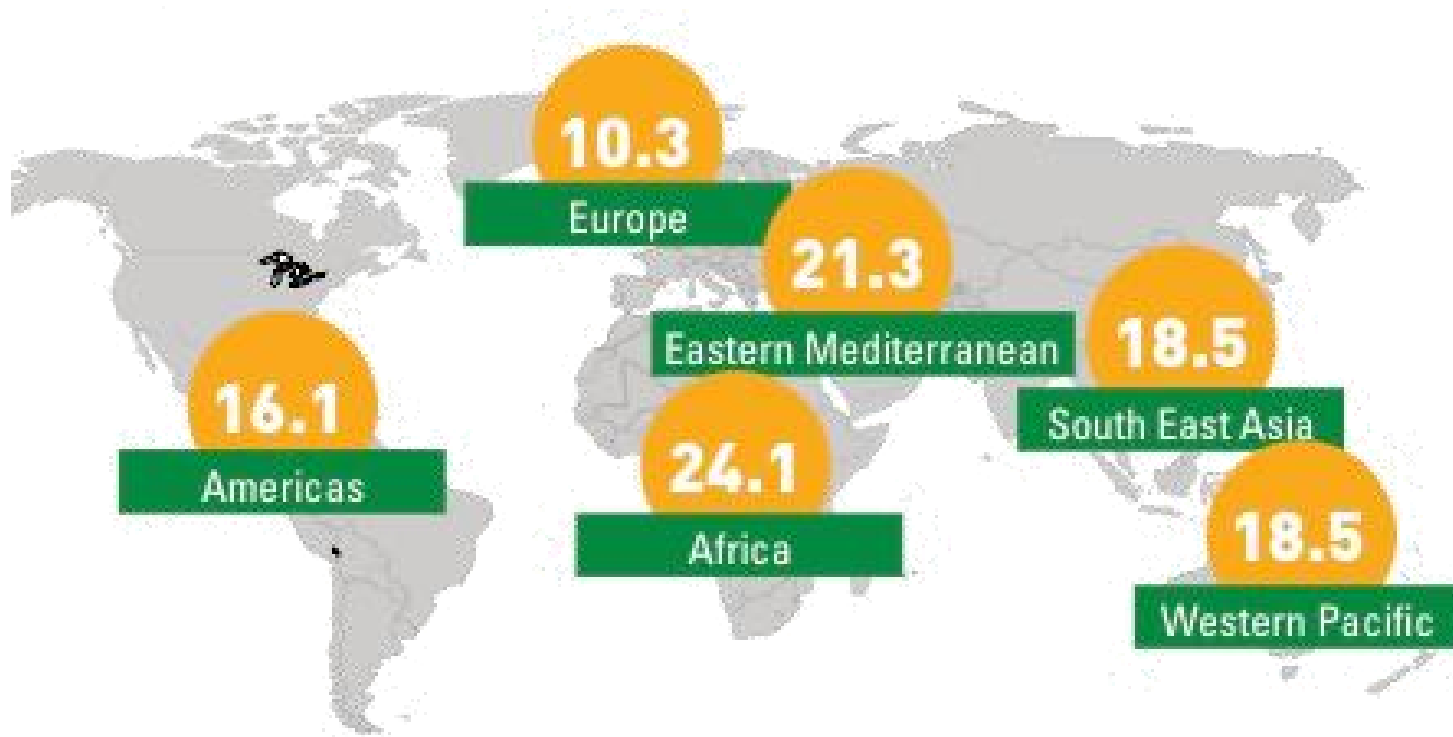 10.3
Europe
21.3
Eastern Mediterranean
18.5
South East Asia
16.1
Americas
24.1
Africa
18.5
Western Pacific